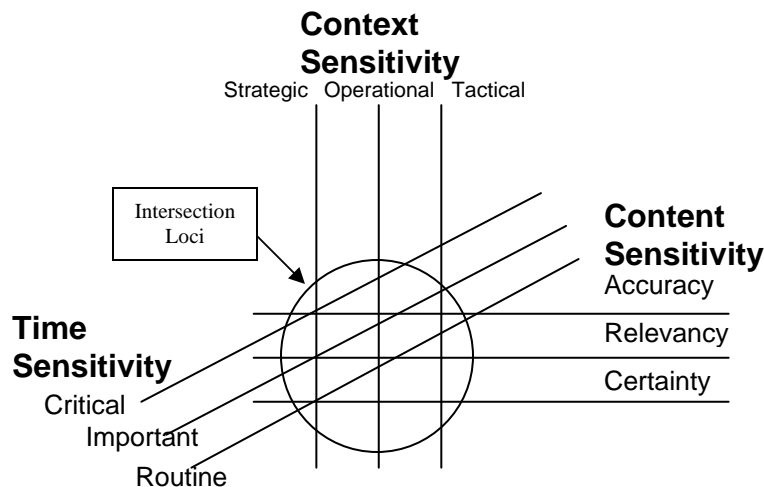 Context
Sensitivity
Strategic Operational Tactical
Intersection
Loci
Content
Sensitivity
Accuracy
Relevancy
Certainty
Time
Sensitivity
Critical
Important
Routine